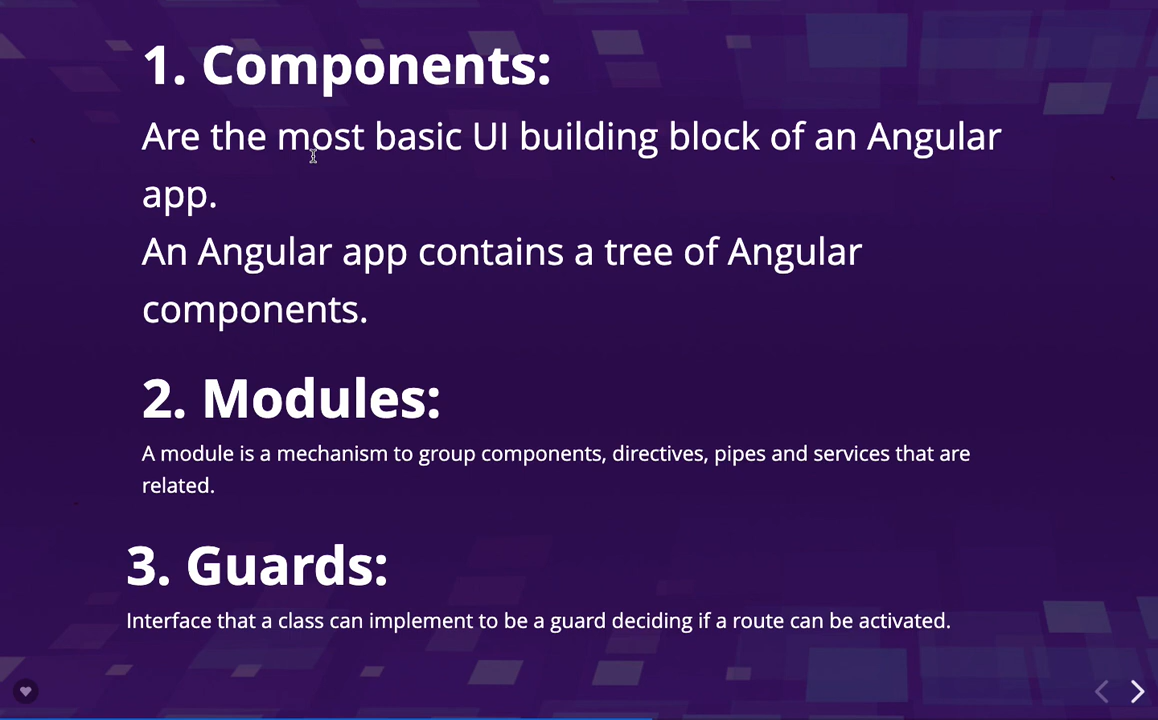 1. Components:
Are the most basic UI building block of an Angular
app.
An Angular app contains a tree of Angular
components.
2. Modules:
A module is a mechanism to group components, directives, pipes and services that are
related.
3. Guards:
Interface that a class can implement to be a guard deciding if a route can be activated.